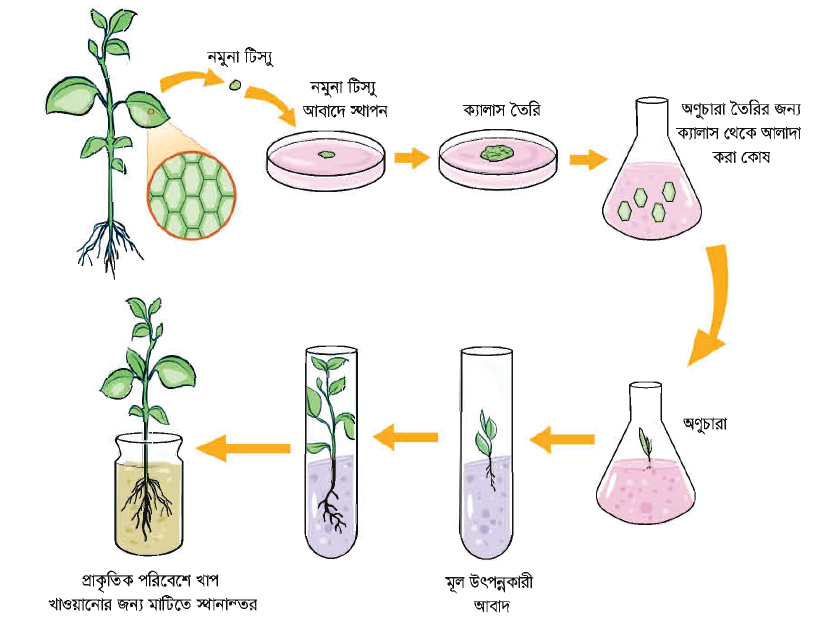 নমুনা টিস্যু
নমুনা টিস্যু
আবাদে স্থাপন
ক্যালাস তৈরি
অণুচারা তৈরির জন্য
ক্যালাস থেকে আলাদা
করা কোষ
অণুচারা
মূল উৎপন্নকারী
আবাদ
প্রাকৃতিক পরিবেশে খাপ
খাওয়ানোর জন্য মাটিতে স্থানান্তর